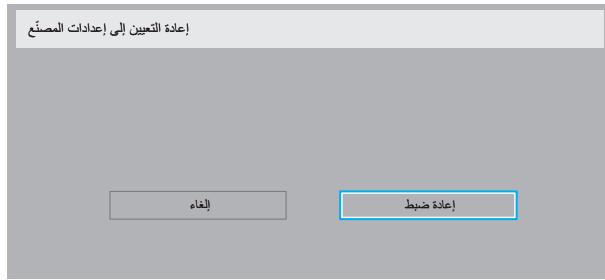 إعادة التعيين إلى إعدادات المصنّع
إعادة ضبط
إلغاء